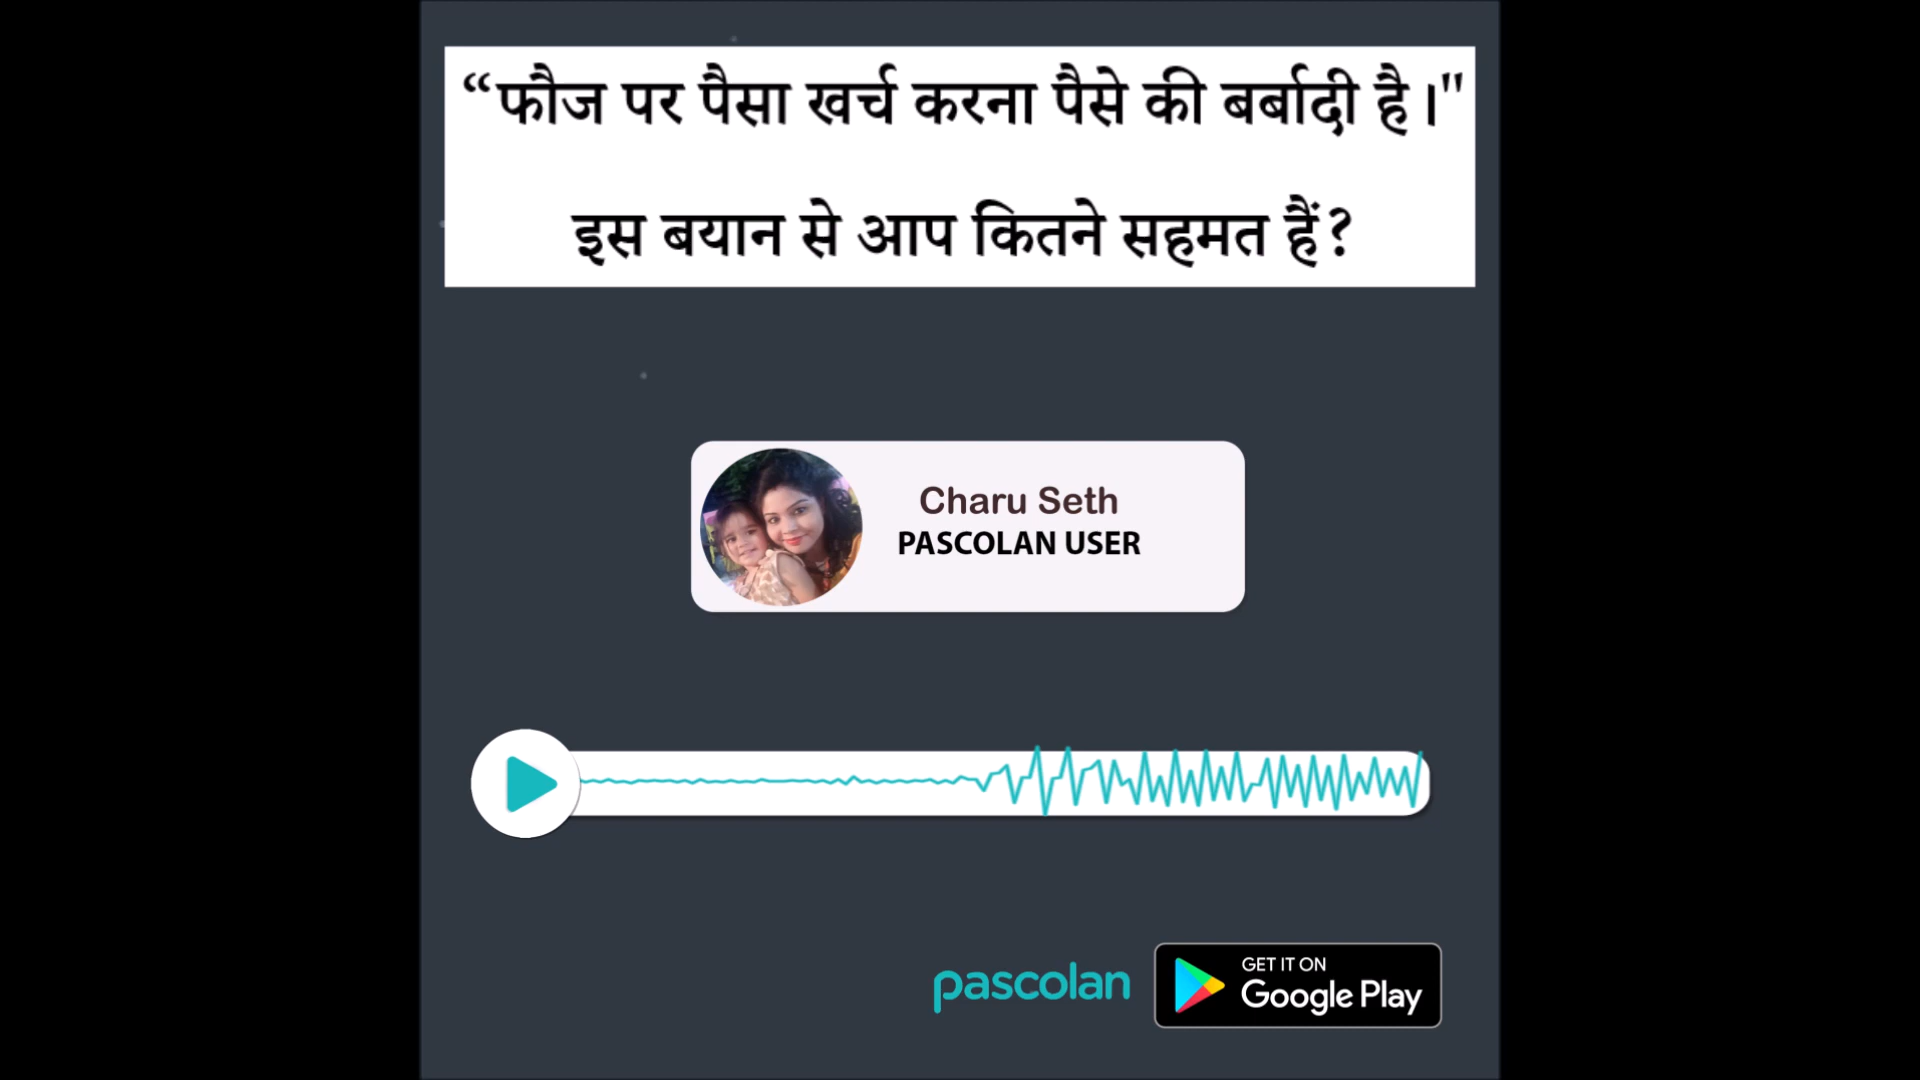 “फौज पर पैसा खर्च करना पैसे की बर्बादी है।"
इस बयान से आप कितने सहमत हैं?
Charu Seth
PASCOLAN USER
pascolan
GET IT ON
Google Play